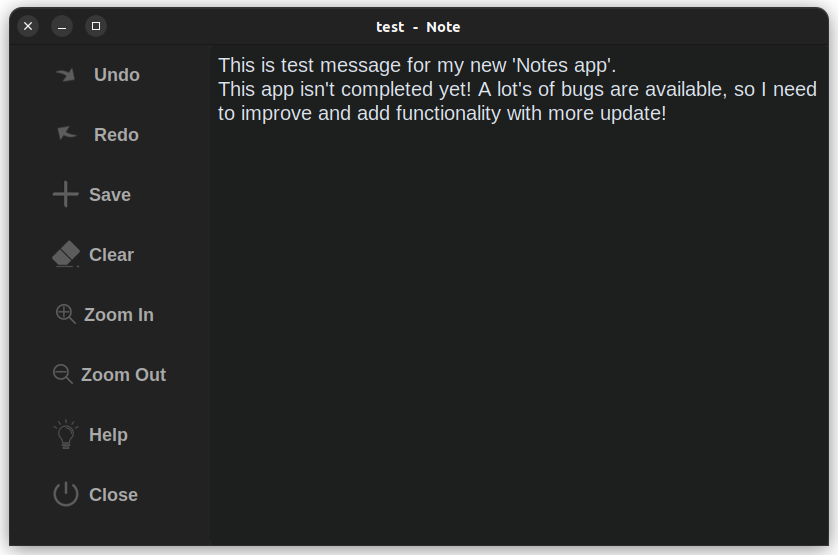 test - Note
Undo
Redo
Save
Clear
Zoom In
Zoom Out
Help
Close
This is test message for my new 'Notes app'.
This app isn't completed yet! A lot's of bugs are available, so I need
to improve and add functionality with more update!